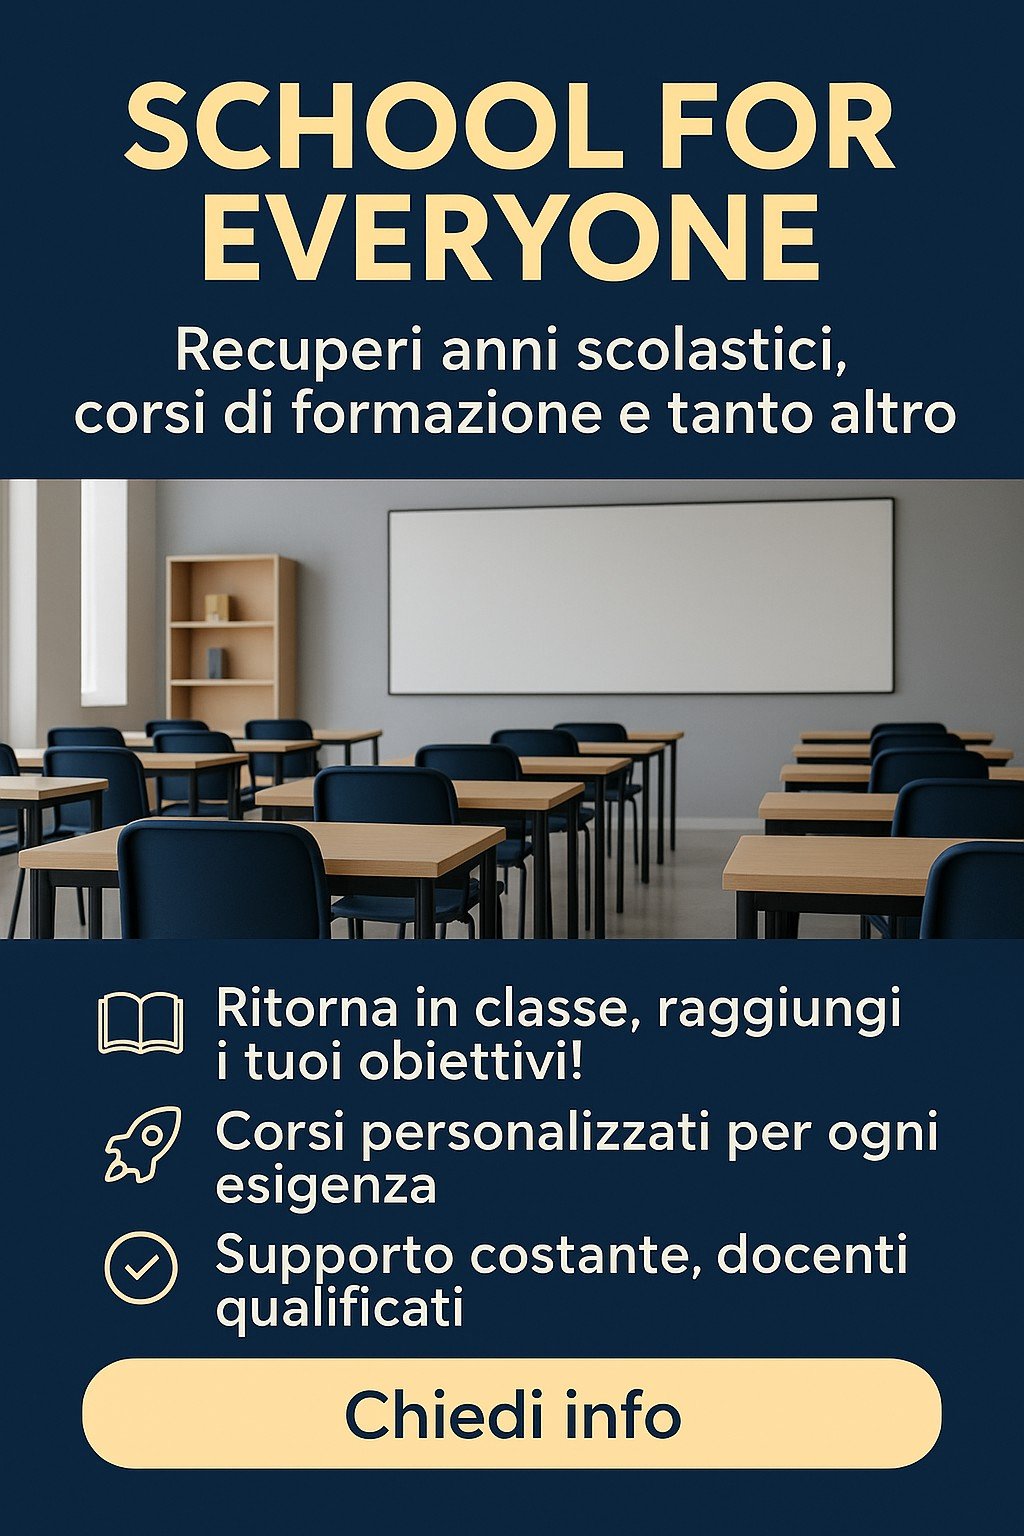 SCHOOL FOR
EVERYONE
Recuperi anni scolastici,
corsi di formazione e tanto altro
Ritorna in classe, raggiungi
i tuoi obiettivi!
Corsi personalizzati per ogni
esigenza
Supporto costante, docenti
qualificati
Chiedi info